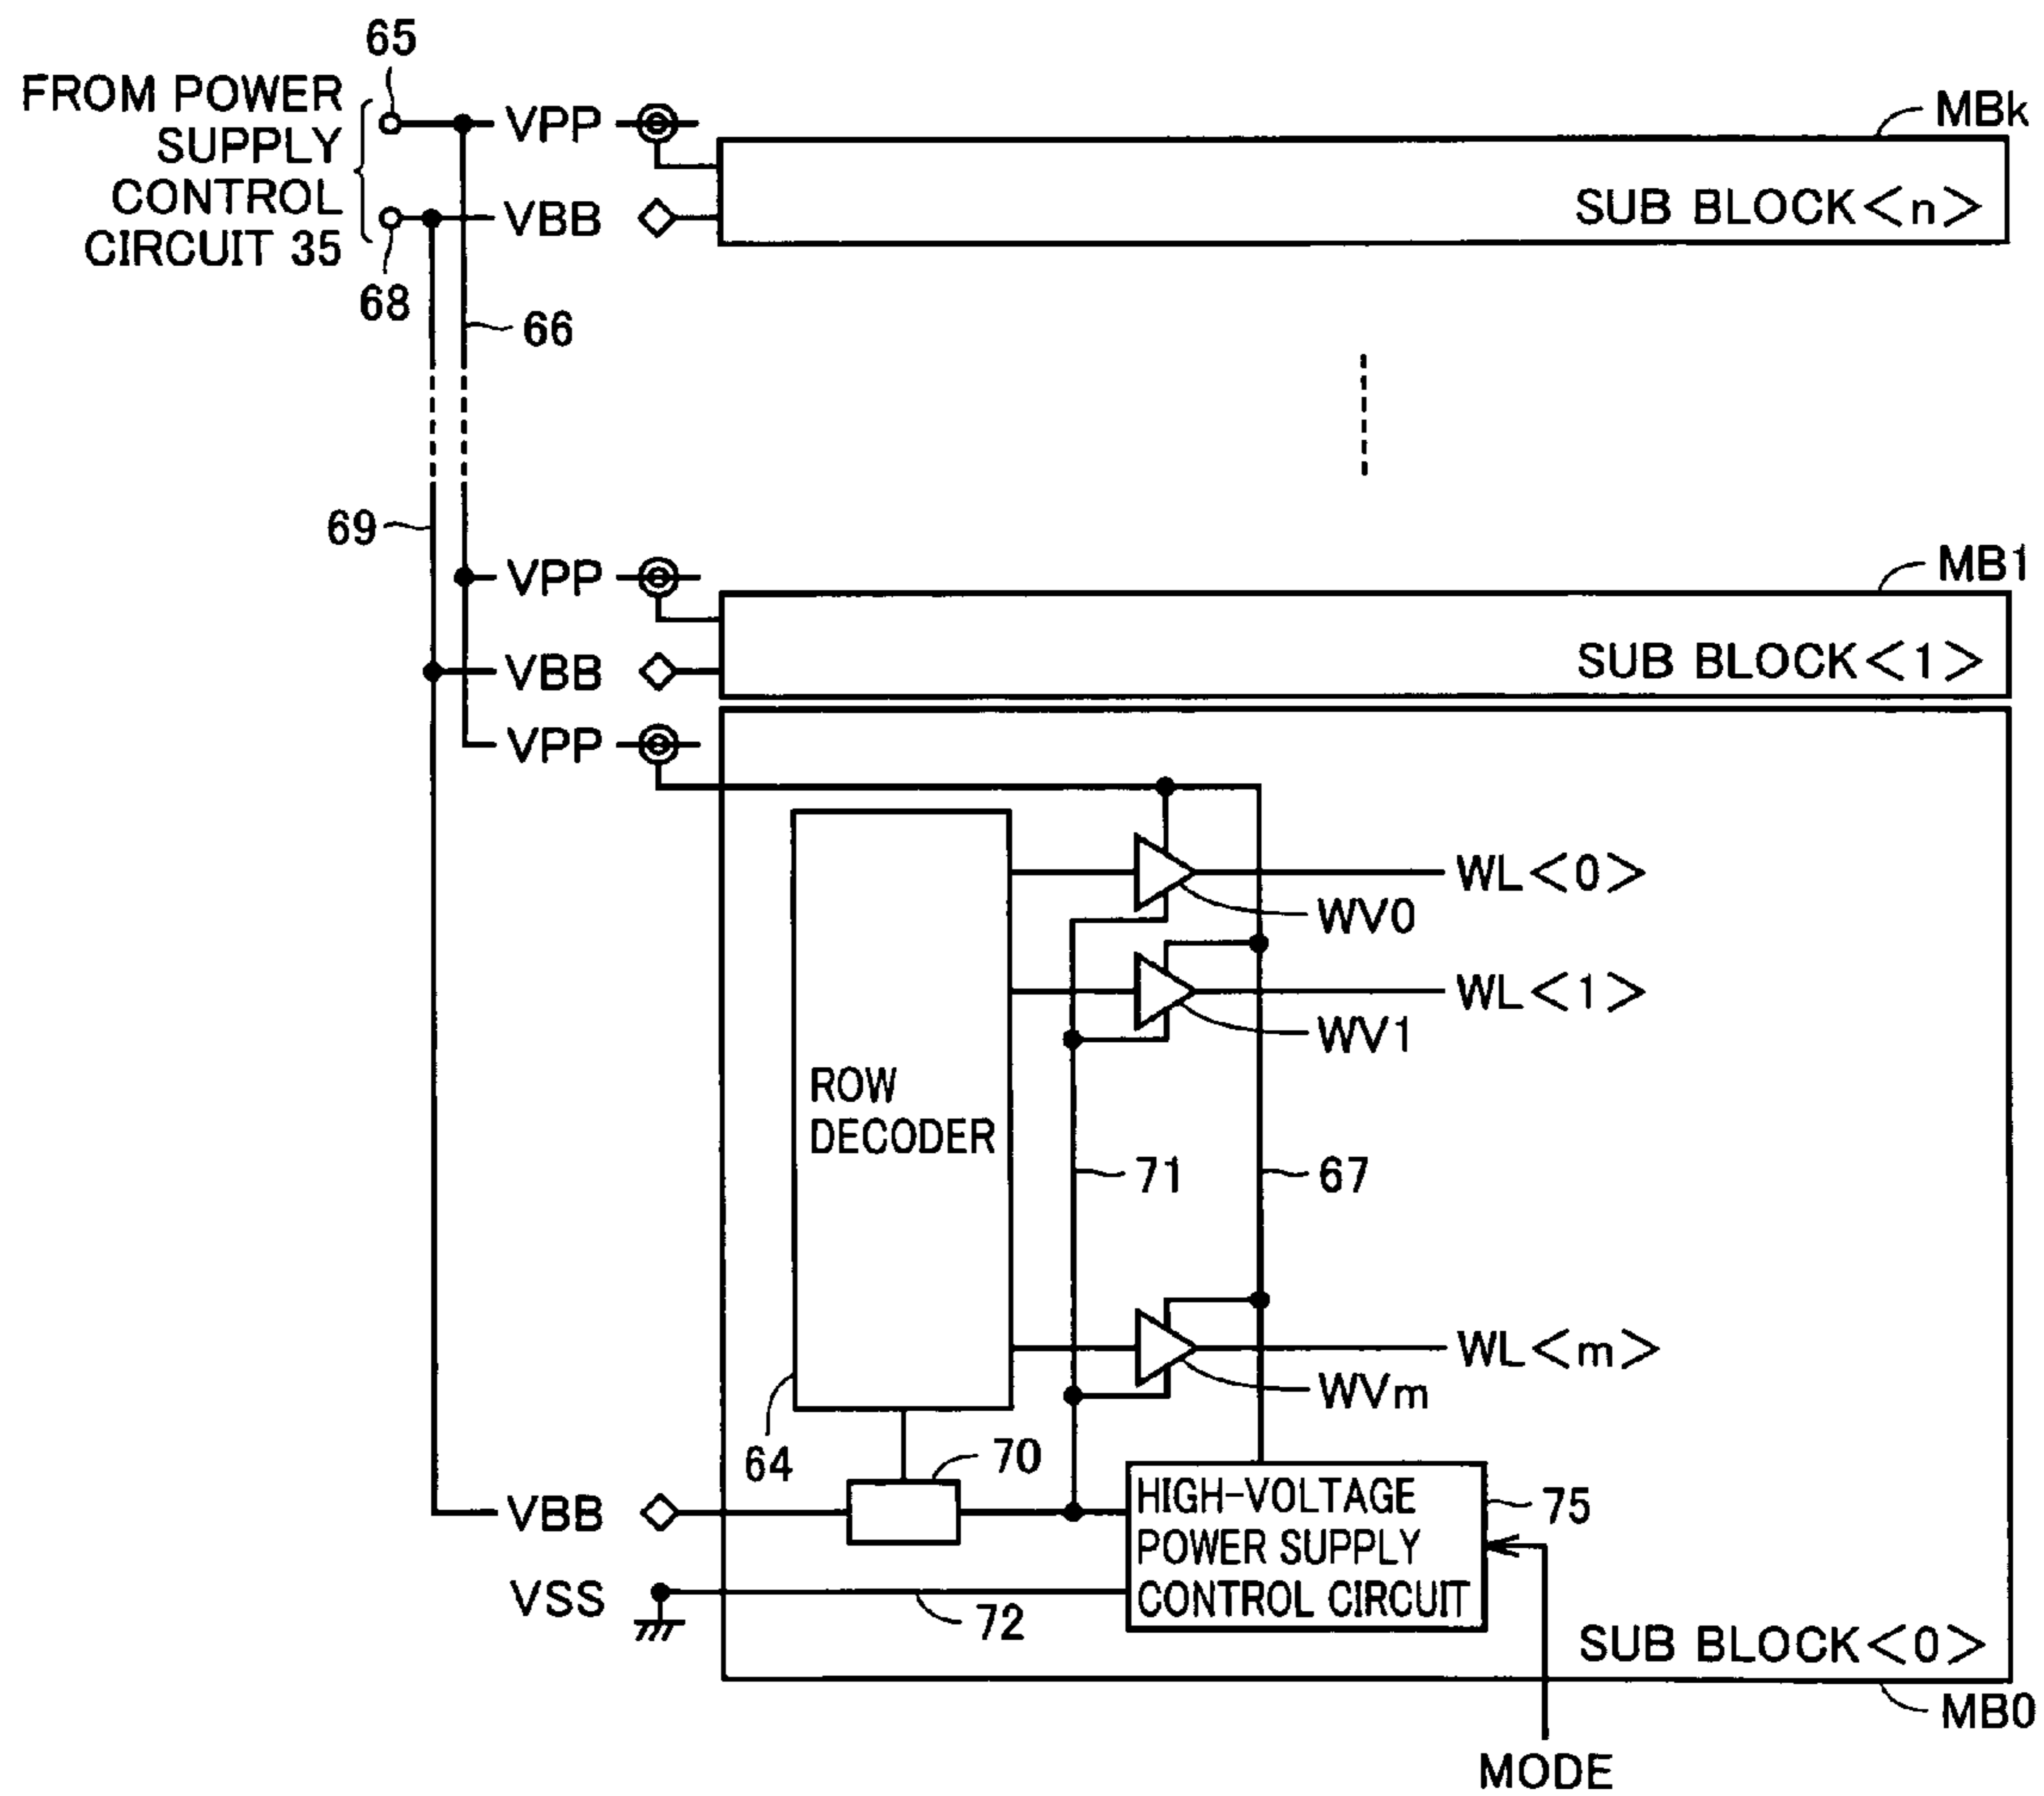 65
FROM POWER
SUPPLY
CONTROL
CIRCUIT 35
68
VPP
VBB
MBk
SUB BLOCK<n>
66
69
VPP
VBB
MB1
SUB BLOCK<1>
VPP
WL<0>
WV0
WL<1>
WV1
ROW
DECODER
71
67
WL<m>
WVm
64
70
VBB
HIGH-VOLTAGE
POWER SUPPLY
CONTROL CIRCUIT
75
VSS
72
SUB BLOCK<0>
MB0
MODE